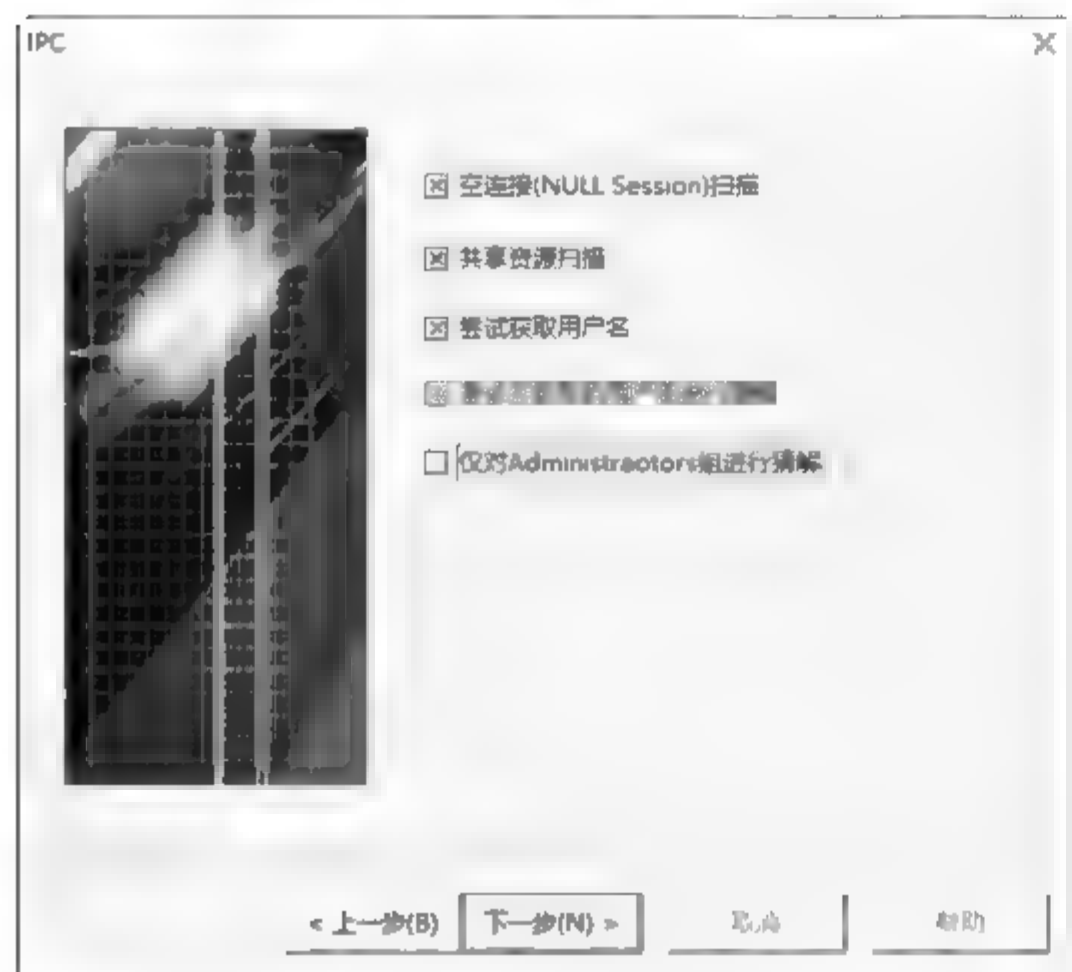 IPC
空连接(NULL Session)扫描
共享资源扫描
尝试获取用户名
仅对Administraotors组进行猜解
< 上一步(B)
下一步(N) >
取消
帮助